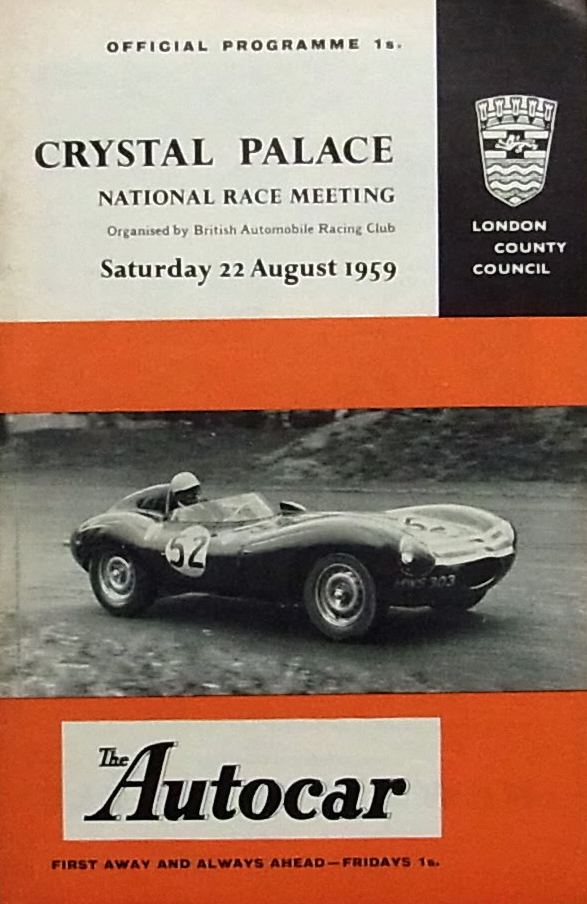 OFFICIAL PROGRAMME 1s.
CRYSTAL PALACE
NATIONAL RACE MEETING
Organised by British Automobile Racing Club
Saturday 22 August 1959
LONDON
COUNTY
COUNCIL
52
The
Autocar
FIRST AWAY AND ALWAYS AHEAD—FRIDAYS 1s.